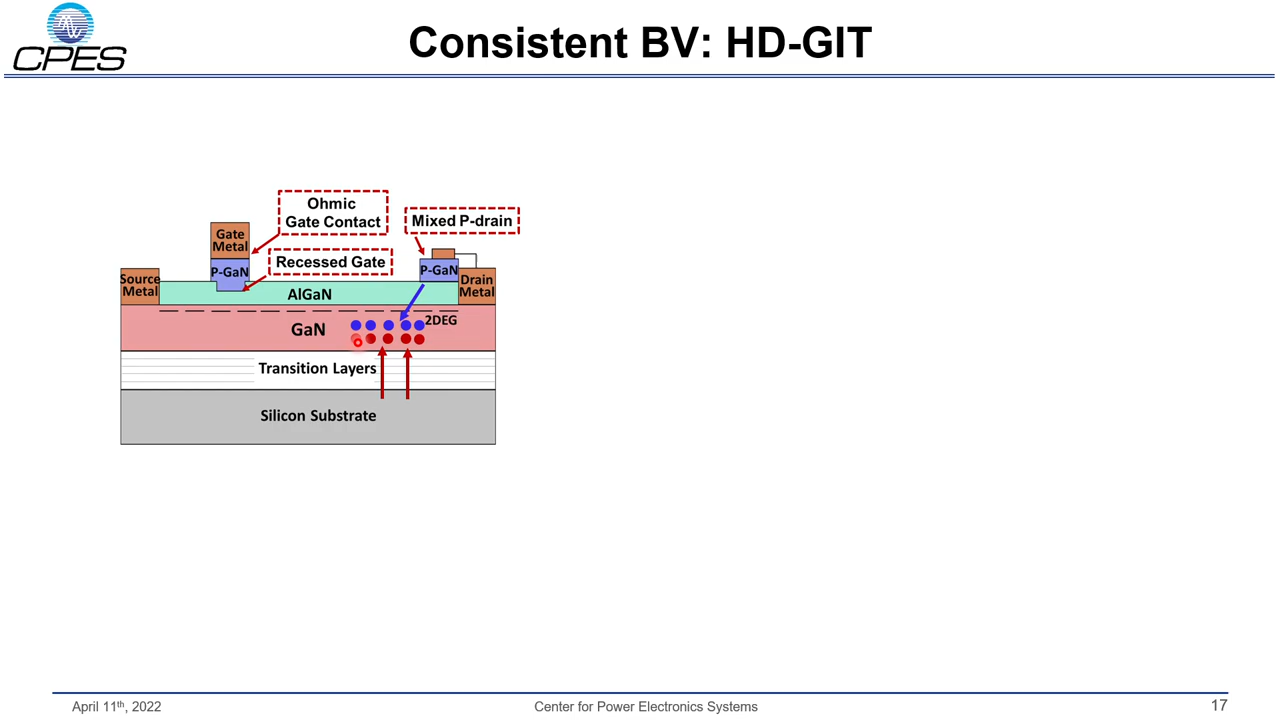 CPES
Consistent BV: HD-GIT
Ohmic
Gate Contact
Mixed P-drain
Gate
Metal
Recessed Gate
P-GaN
P-GaN
Source
Metal
AlGaN
Drain
Metal
GaN
2DEG
Transition Layers
Silicon Substrate
April 11th, 2022
Center for Power Electronics Systems
17